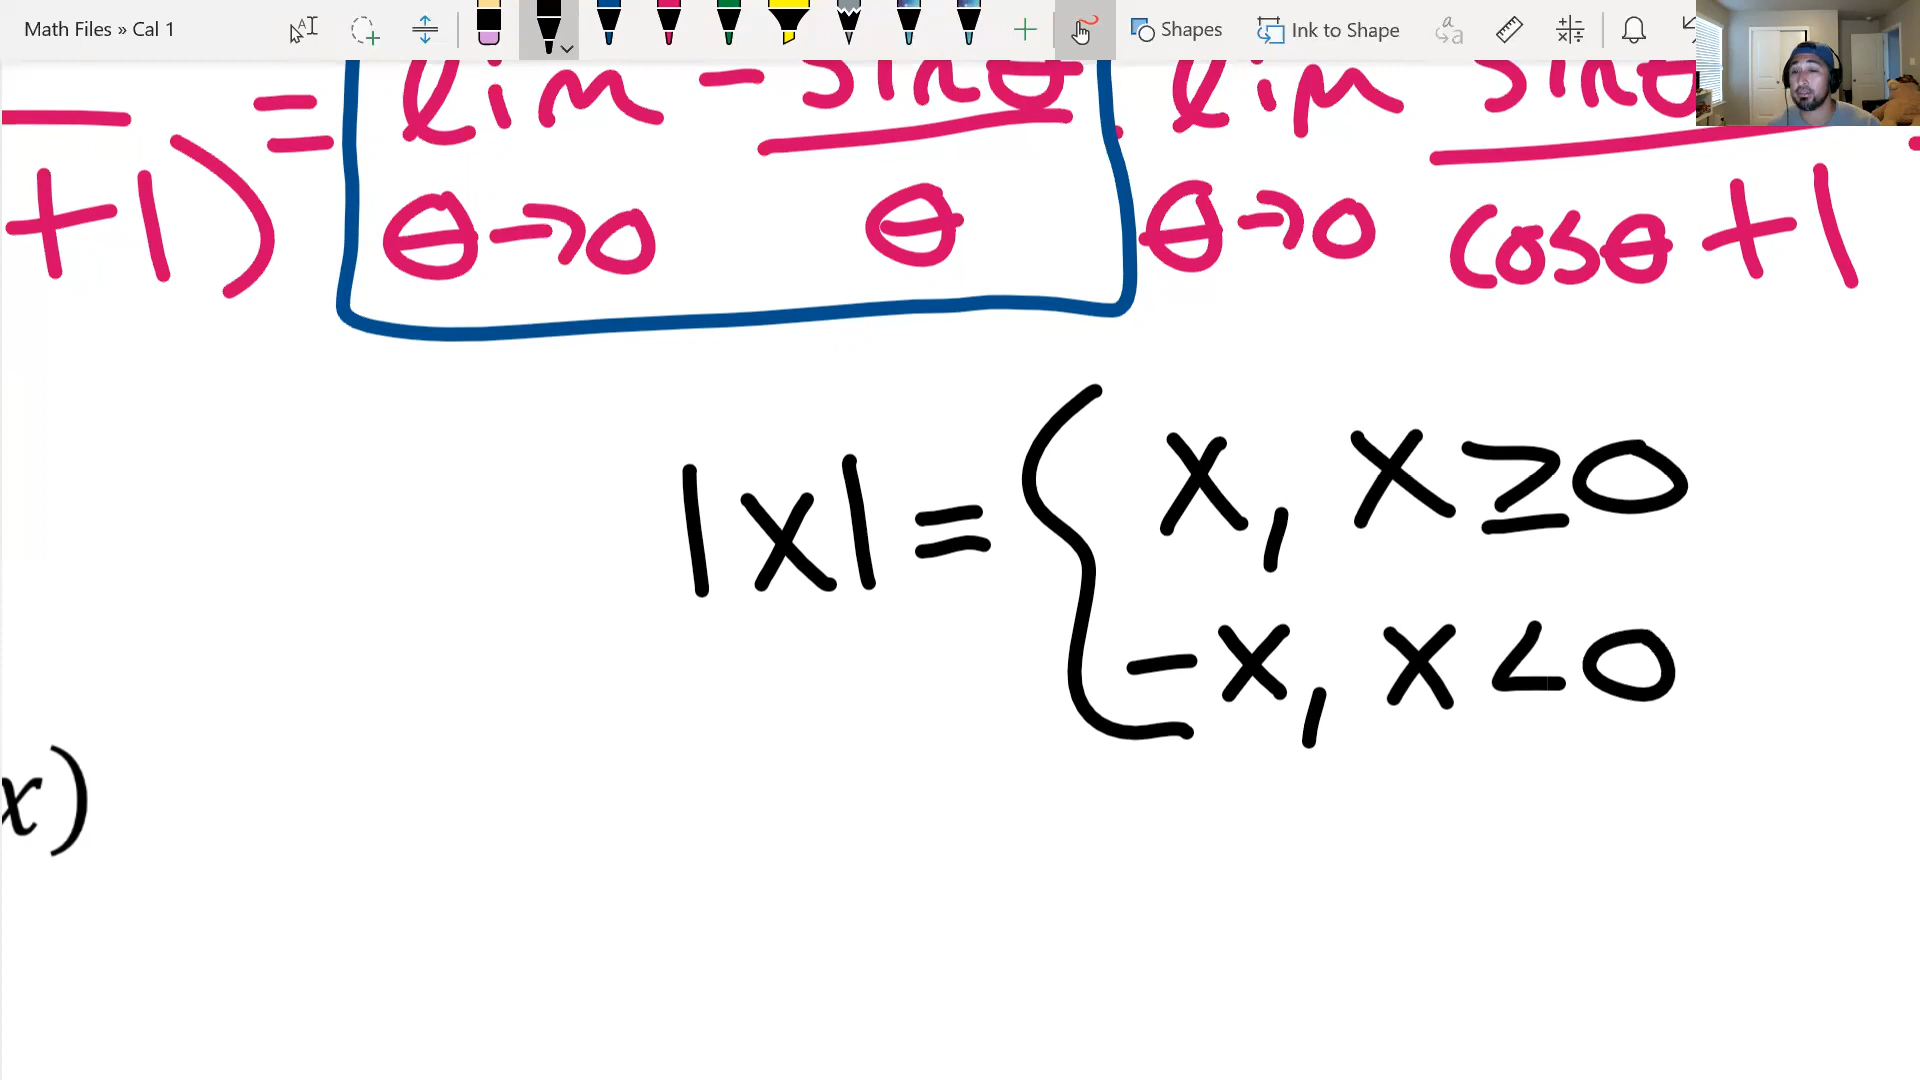 Math Files » Cal 1
Shapes
Ink to Shape
+1) = lim -sinθ/θ · lim sinθ/cosθ+1
θ→0 θ→0
|x| = { x, x≥0
-x, x<0
x)